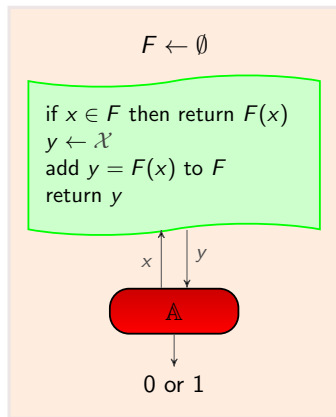 F ← ∅
if x ∈ F then return F(x)
y ← 𝒳
add y = F(x) to F
return y
x
y
𝔸
0 or 1